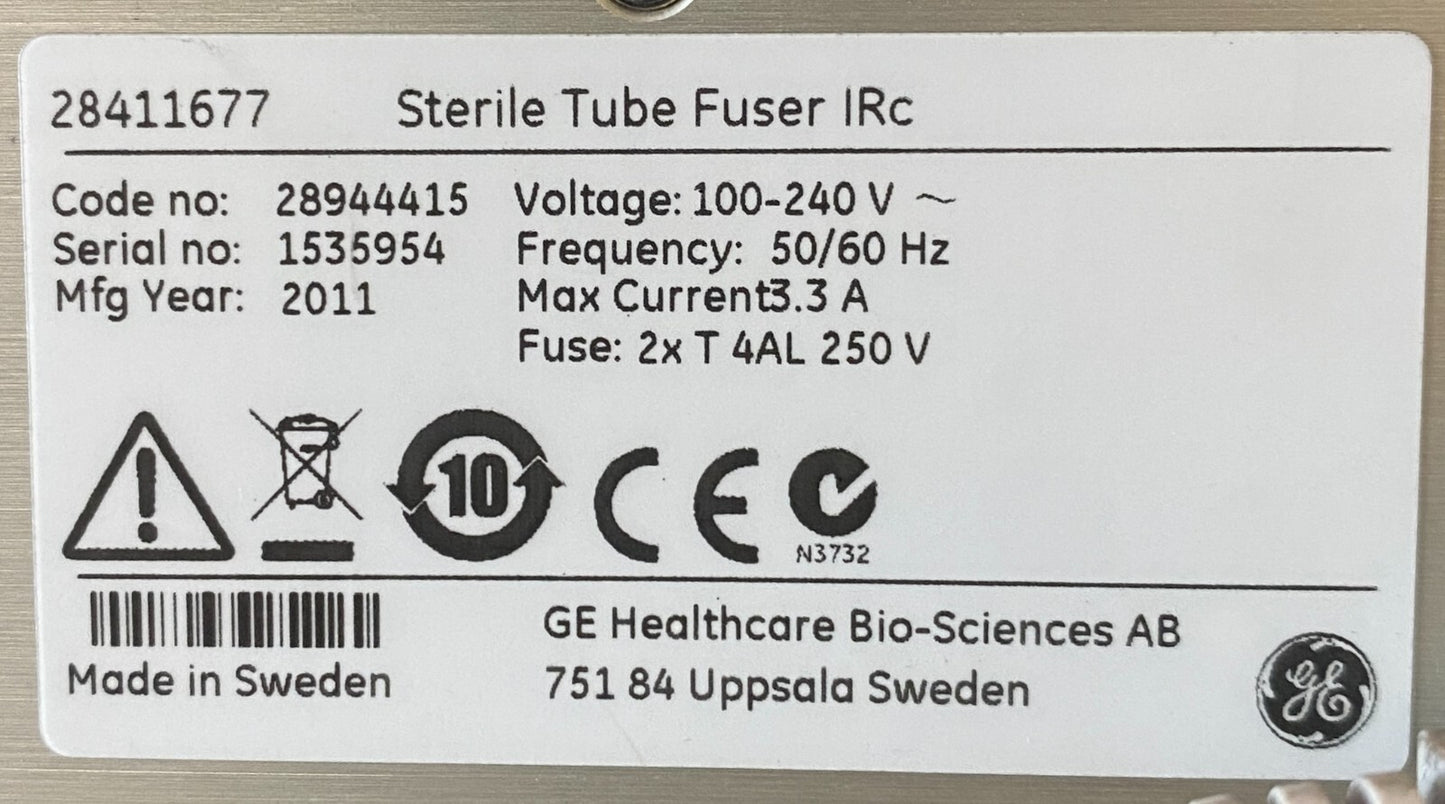 28411677 Sterile Tube Fuser IRc
Code no: 28944415 Voltage: 100-240 V ~
Serial no: 1535954 Frequency: 50/60 Hz
Mfg Year: 2011 Max Current3.3 A
Fuse: 2x T 4AL 250 V
10 CE
N3732
GE Healthcare Bio-Sciences AB
Made in Sweden 751 84 Uppsala Sweden
GE